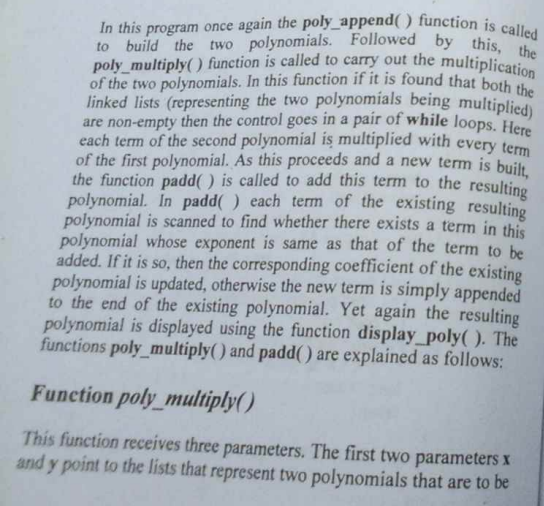 In this program once again the poly_append( ) function is called
to build the two polynomials. Followed by this, the
poly_multiply( ) function is called to carry out the multiplication
of the two polynomials. In this function if it is found that both the
linked lists (representing the two polynomials being multiplied)
are non-empty then the control goes in a pair of while loops. Here
each term of the second polynomial is multiplied with every term
of the first polynomial. As this proceeds and a new term is built,
the function padd( ) is called to add this term to the resulting
polynomial. In padd( ) each term of the existing resulting
polynomial is scanned to find whether there exists a term in this
polynomial whose exponent is same as that of the term to be
added. If it is so, then the corresponding coefficient of the existing
polynomial is updated, otherwise the new term is simply appended
to the end of the existing polynomial. Yet again the resulting
polynomial is displayed using the function display_poly( ). The
functions poly_multiply( ) and padd( ) are explained as follows:
Function poly_multiply( )
This function receives three parameters. The first two parameters x
and y point to the lists that represent two polynomials that are to be